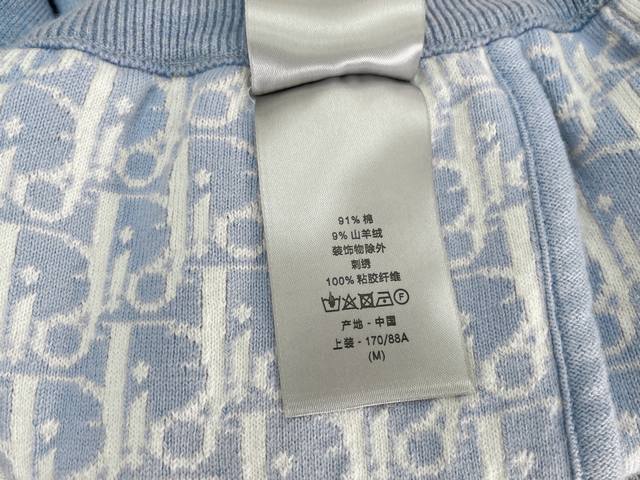 91% 棉
9% 山羊绒
装饰物除外
刺绣
100% 粘胶纤维
F
产地 - 中国
上装 - 170/88A
(M)